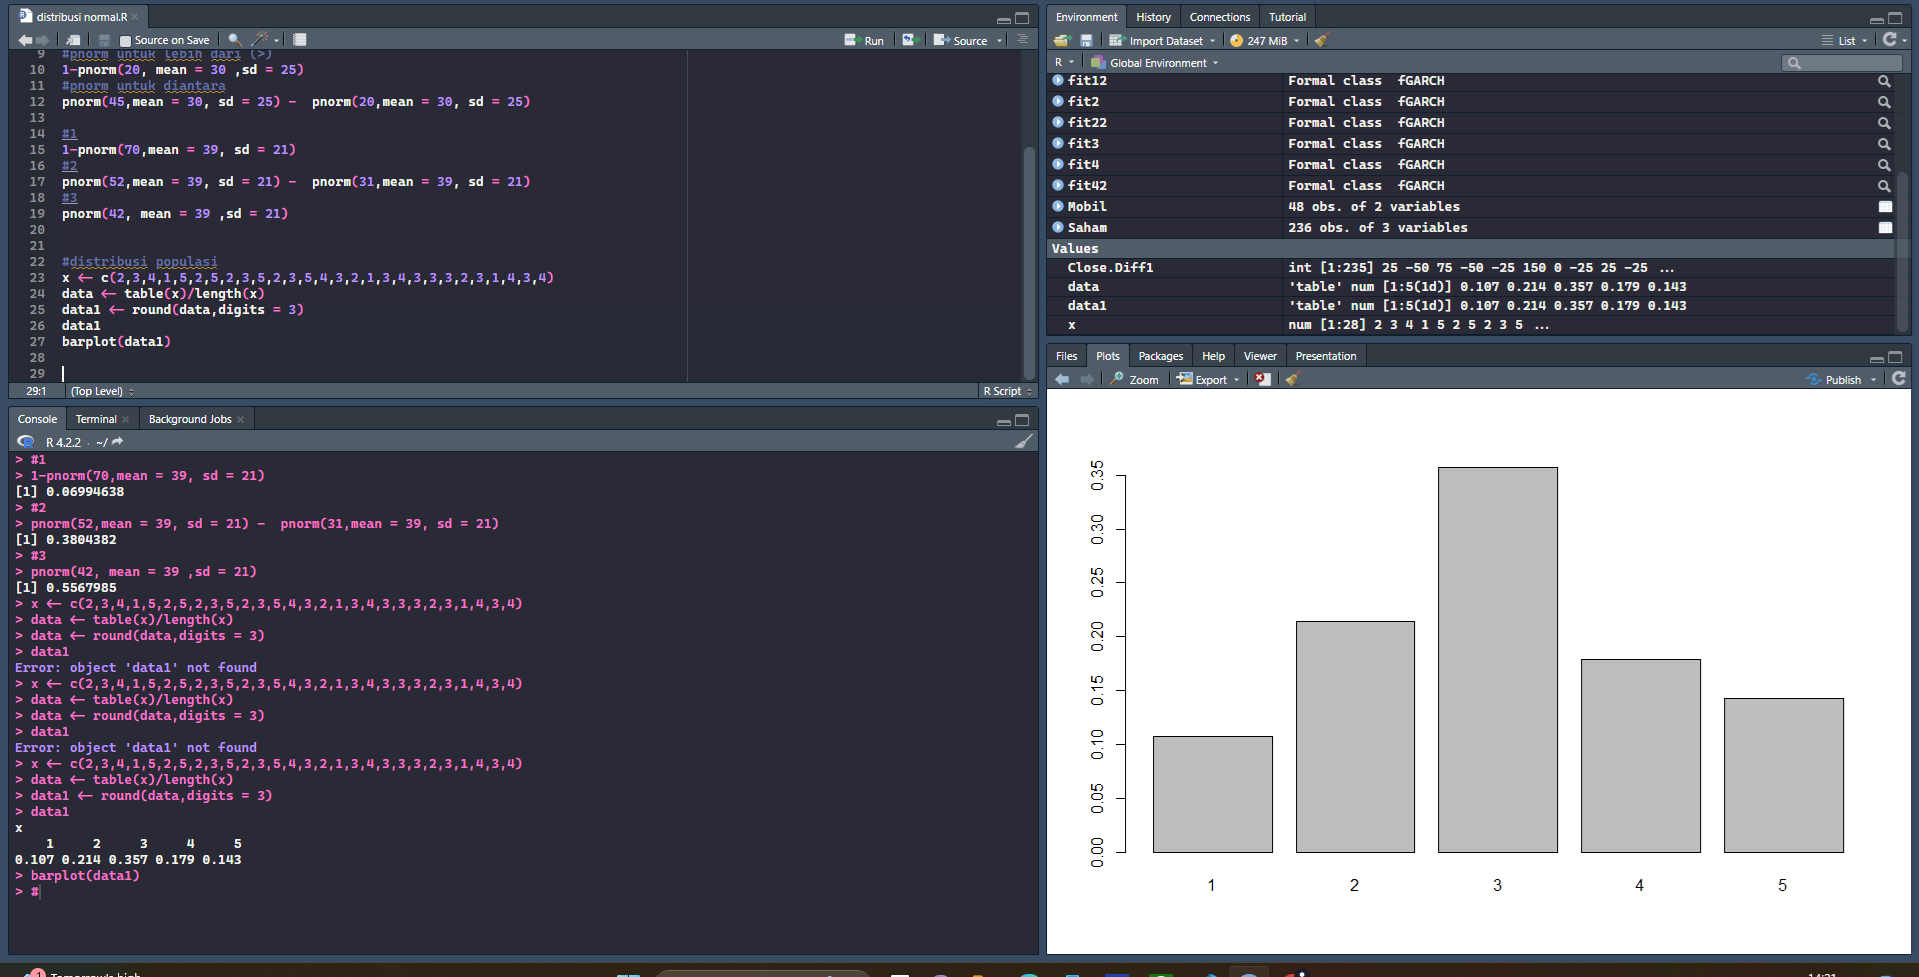 distribusi normal.R
Source on Save
Run
Source
9 #pnorm untuk lebih dari (>)
10 1-pnorm(20, mean = 30 ,sd = 25)
11 #pnorm untuk diantara
12 pnorm(45,mean = 30, sd = 25) -  pnorm(20,mean = 30, sd = 25)
13
14 #1
15 1-pnorm(70,mean = 39, sd = 21)
16 #2
17 pnorm(52,mean = 39, sd = 21) -  pnorm(31,mean = 39, sd = 21)
18 #3
19 pnorm(42, mean = 39 ,sd = 21)
20
21
22 #distribusi populasi
23 x <- c(2,3,4,1,5,2,5,2,3,5,2,3,5,4,3,2,1,3,4,3,3,3,2,3,1,4,3,4)
24 data <- table(x)/length(x)
25 data1 <- round(data,digits = 3)
26 data1
27 barplot(data1)
28
29
29:1 (Top Level) R Script
Console Terminal Background Jobs
R 4.2.2 · ~/
> #1
> 1-pnorm(70,mean = 39, sd = 21)
[1] 0.06994638
> #2
> pnorm(52,mean = 39, sd = 21) -  pnorm(31,mean = 39, sd = 21)
[1] 0.3804382
> #3
> pnorm(42, mean = 39 ,sd = 21)
[1] 0.5567985
> x <- c(2,3,4,1,5,2,5,2,3,5,2,3,5,4,3,2,1,3,4,3,3,3,2,3,1,4,3,4)
> data <- table(x)/length(x)
> data <- round(data,digits = 3)
> data1
Error: object 'data1' not found
> x <- c(2,3,4,1,5,2,5,2,3,5,2,3,5,4,3,2,1,3,4,3,3,3,2,3,1,4,3,4)
> data <- table(x)/length(x)
> data <- round(data,digits = 3)
> data1
Error: object 'data1' not found
> x <- c(2,3,4,1,5,2,5,2,3,5,2,3,5,4,3,2,1,3,4,3,3,3,2,3,1,4,3,4)
> data <- table(x)/length(x)
> data1 <- round(data,digits = 3)
> data1
x
1 2 3 4 5
0.107 0.214 0.357 0.179 0.143
> barplot(data1)
> #
Environment History Connections Tutorial
Import Dataset 247 MiB List
R Global Environment
fit12 Formal class  fGARCH
fit2 Formal class  fGARCH
fit22 Formal class  fGARCH
fit3 Formal class  fGARCH
fit4 Formal class  fGARCH
fit42 Formal class  fGARCH
Mobil 48 obs. of 2 variables
Saham 236 obs. of 3 variables
Values
Close.Diff1 int [1:235] 25 -50 75 -50 -25 150 0 -25 25 -25 ...
data 'table' num [1:5(1d)] 0.107 0.214 0.357 0.179 0.143
data1 'table' num [1:5(1d)] 0.107 0.214 0.357 0.179 0.143
x num [1:28] 2 3 4 1 5 2 5 2 3 5 ...
Files Plots Packages Help Viewer Presentation
Zoom Export Publish
0.35
0.30
0.25
0.20
0.15
0.10
0.05
0.00
1 2 3 4 5
1 Tomorrow's high
14:21